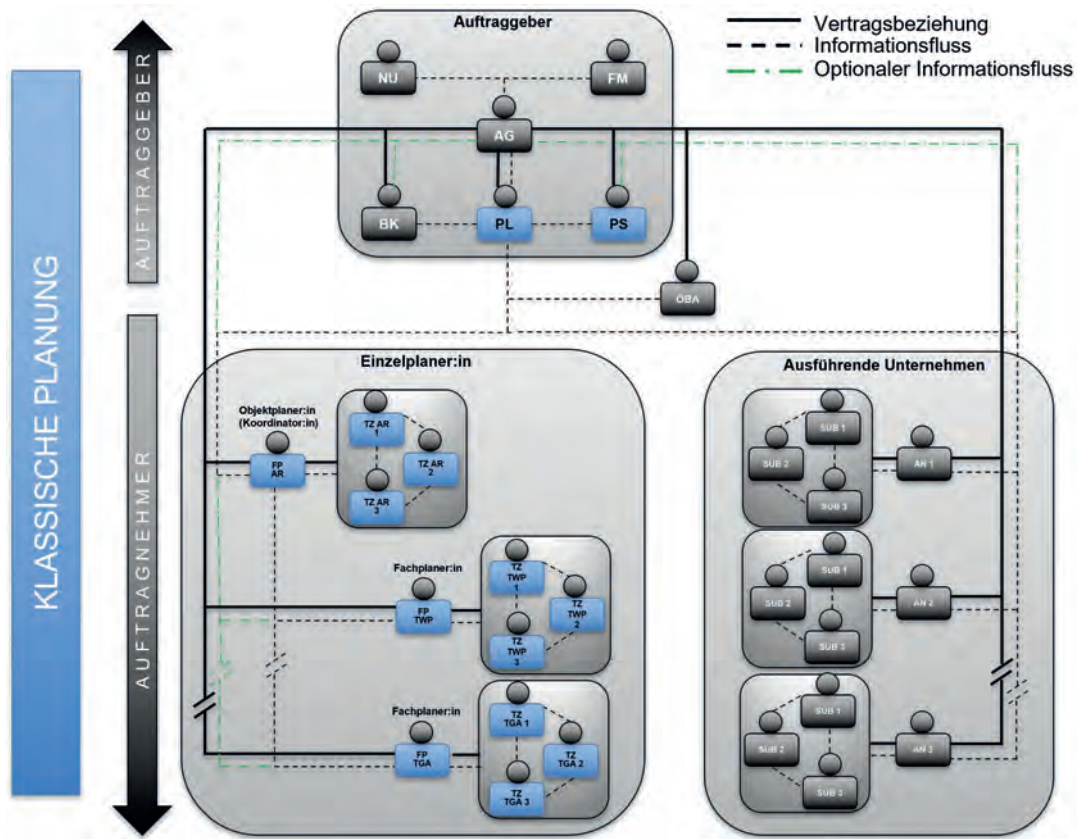 Auftraggeber
Vertragsbeziehung
Informationsfluss
Optionaler Informationsfluss
NU
FM
AG
BK
PL
PS
ÖBA
KLASSISCHE PLANUNG
AUFTRAGGEBER
AUFTRAGNEHMER
Einzelplaner:in
Objektplaner:in
(Koordinator:in)
FP
AR
TZ AR
1
TZ AR
2
TZ AR
3
Fachplaner:in
FP
TWP
TZ
TWP
1
TZ
TWP
2
TZ
TWP
3
Fachplaner:in
FP
TGA
TZ
TGA 1
TZ
TGA 2
TZ
TGA 3
Ausführende Unternehmen
SUB 1
SUB 2
SUB 3
AN 1
SUB 1
SUB 2
SUB 3
AN 2
SUB 1
SUB 2
SUB 3
AN 3